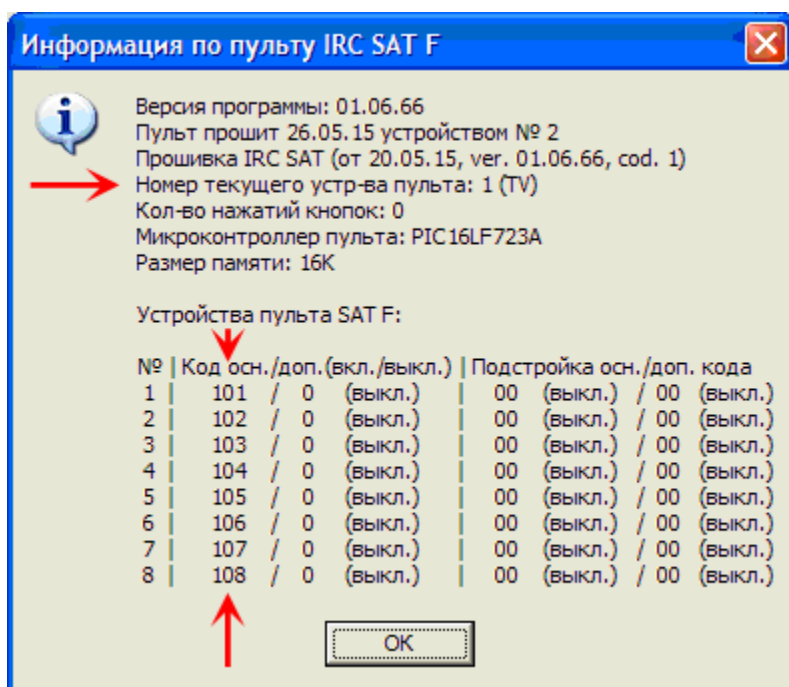 Информация по пульту IRC SAT F
Версия программы: 01.06.66
Пульт прошит 26.05.15 устройством № 2
Прошивка IRC SAT (от 20.05.15, ver. 01.06.66, cod. 1)
Номер текущего устр-ва пульта: 1 (TV)
Кол-во нажатий кнопок: 0
Микроконтроллер пульта: PIC16LF723A
Размер памяти: 16K
Устройства пульта SAT F:
№ | Код осн./доп.(вкл./выкл.) | Подстройка осн./доп. кода
1 | 101 / 0 (выкл.) | 00 (выкл.) / 00 (выкл.)
2 | 102 / 0 (выкл.) | 00 (выкл.) / 00 (выкл.)
3 | 103 / 0 (выкл.) | 00 (выкл.) / 00 (выкл.)
4 | 104 / 0 (выкл.) | 00 (выкл.) / 00 (выкл.)
5 | 105 / 0 (выкл.) | 00 (выкл.) / 00 (выкл.)
6 | 106 / 0 (выкл.) | 00 (выкл.) / 00 (выкл.)
7 | 107 / 0 (выкл.) | 00 (выкл.) / 00 (выкл.)
8 | 108 / 0 (выкл.) | 00 (выкл.) / 00 (выкл.)
OK